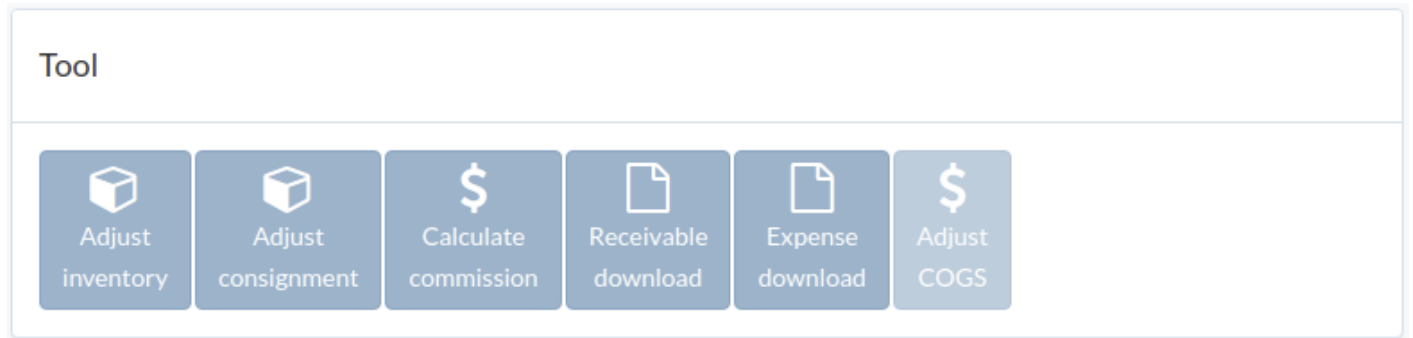 Tool
Adjust
inventory
Adjust
consignment
$
Calculate
commission
Receivable
download
Expense
download
$
Adjust
COGS